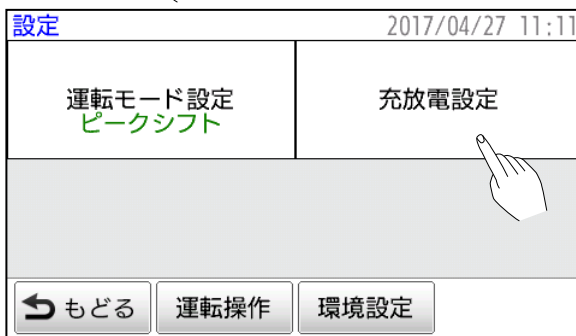 設定 2017/04/27 11:11
運転モード設定 充放電設定
ピークシフト
もどる 運転操作 環境設定